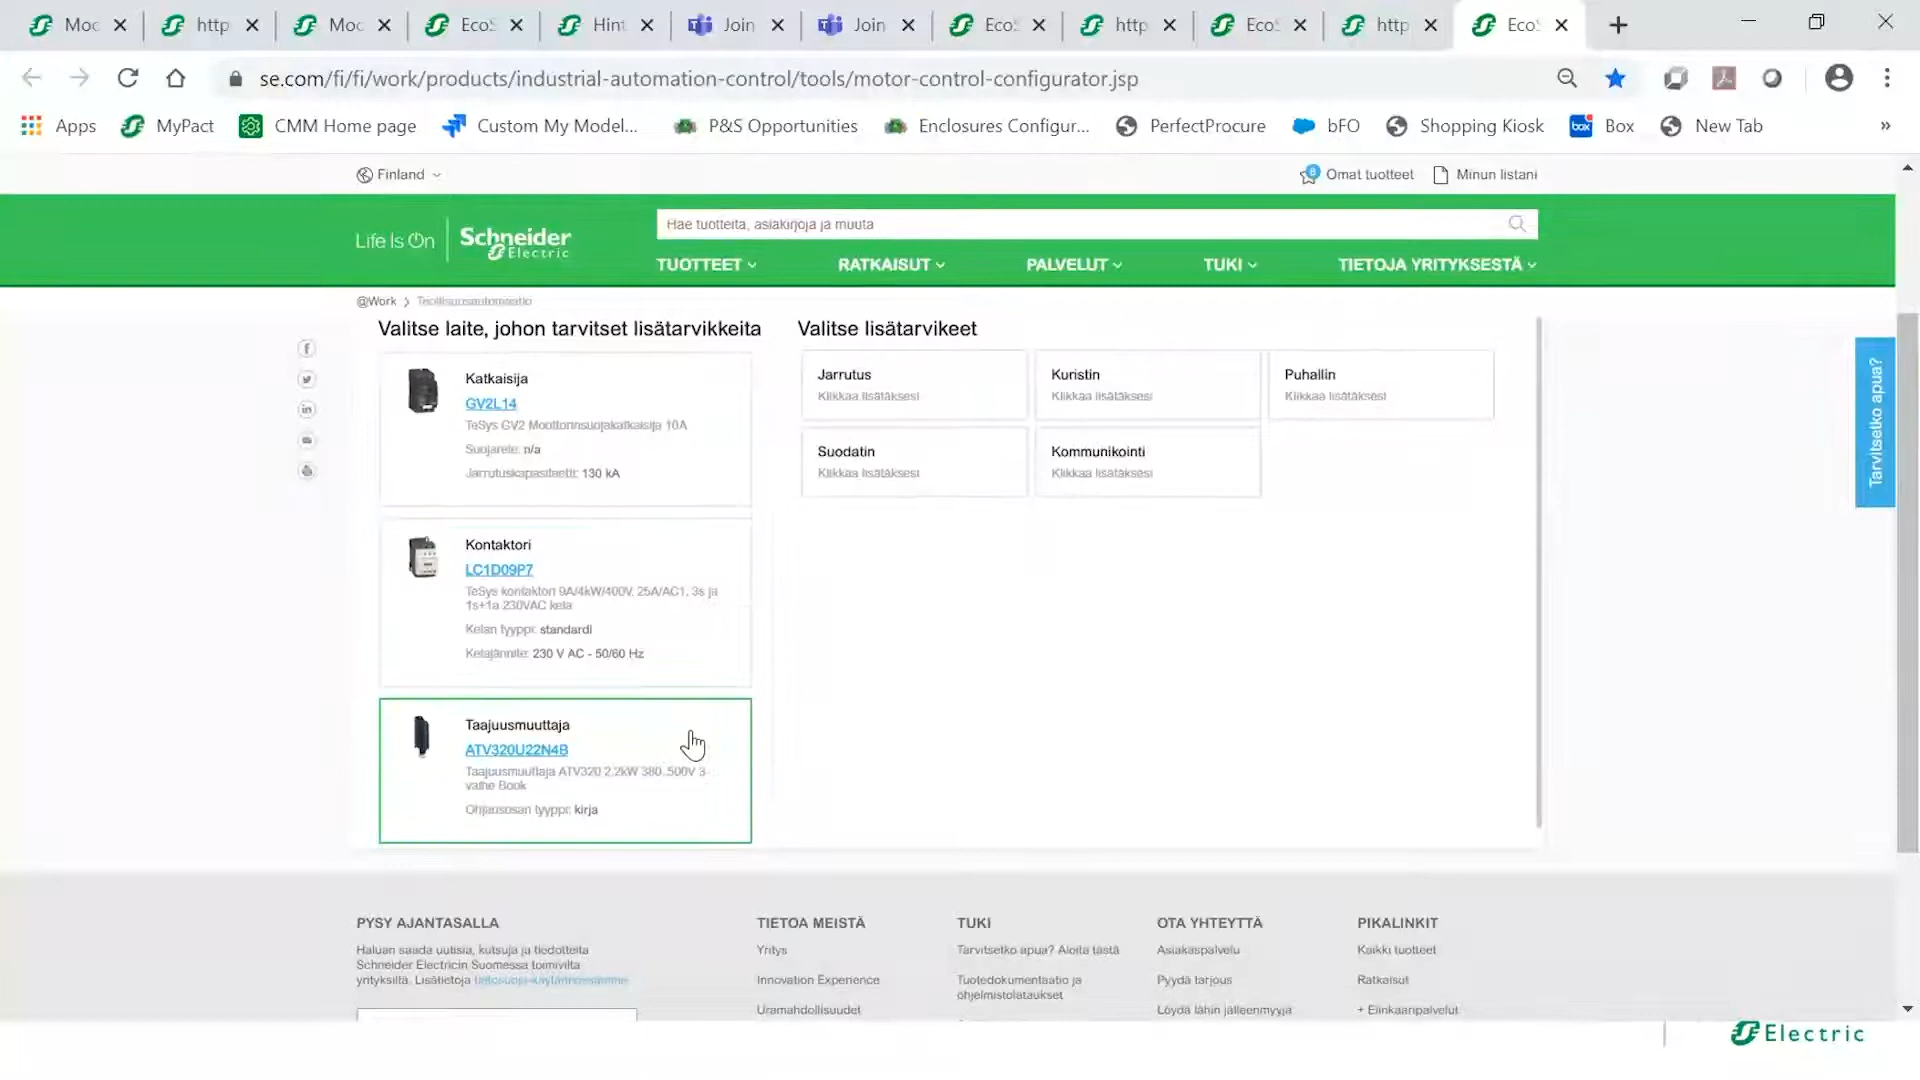 Moc
http
Moc
Eco
Hint
Join
Join
Eco
http
Eco
http
Eco
se.com/fi/fi/work/products/industrial-automation-control/tools/motor-control-configurator.jsp
Apps
MyPact
CMM Home page
Custom My Model...
P&S Opportunities
Enclosures Configur...
PerfectProcure
bFO
Shopping Kiosk
box
Box
New Tab
»
Finland
Omat tuotteet
Minun listani
Life Is On
Schneider
Electric
Hae tuotteita, asiakirjoja ja muuta
TUOTTEET
RATKAISUT
PALVELUT
TUKI
TIETOJA YRITYKSESTÄ
@Work
Teollisuusautomaatio
Valitse laite, johon tarvitset lisätarvikkeita
Katkaisija
GV2L14
TeSys GV2 Moottorinsuojakatkaisija 10A
Suojarele: n/a
Jarrutuskapasiteetti: 130 kA
Kontaktori
LC1D09P7
TeSys kontaktori 9A/4kW/400V, 25A/AC1, 3s ja
1s+1a 230VAC kela
Kelan tyyppi: standardi
Kelajännite: 230 V AC - 50/60 Hz
Taajuusmuuttaja
ATV320U22N4B
Taajuusmuuttaja ATV320 2,2kW 380..500V 3-
vaihe Book
Ohjausosan tyyppi: kirja
Valitse lisätarvikeet
Jarrutus
Klikkaa lisätäksesi
Kuristin
Klikkaa lisätäksesi
Puhallin
Klikkaa lisätäksesi
Suodatin
Klikkaa lisätäksesi
Kommunikointi
Klikkaa lisätäksesi
Tarvitsetko apua?
PYSY AJANTASALLA
Haluan saada uutisia, kutsuja ja tiedotteita
Schneider Electricin Suomessa toimivilta
yrityksiltä. Lisätietoja tietosuoja-käytännössämme
TIETOA MEISTÄ
Yritys
Innovation Experience
Uramahdollisuudet
TUKI
Tarvitsetko apua? Aloita tästä
Tuotedokumentaatio ja
ohjelmistolataukset
OTA YHTEYTTÄ
Asiakaspalvelu
Pyydä tarjous
Löydä lähin jälleenmyyjä
PIKALINKIT
Kaikki tuotteet
Ratkaisut
+ Elinkaaripalvelut
Electric